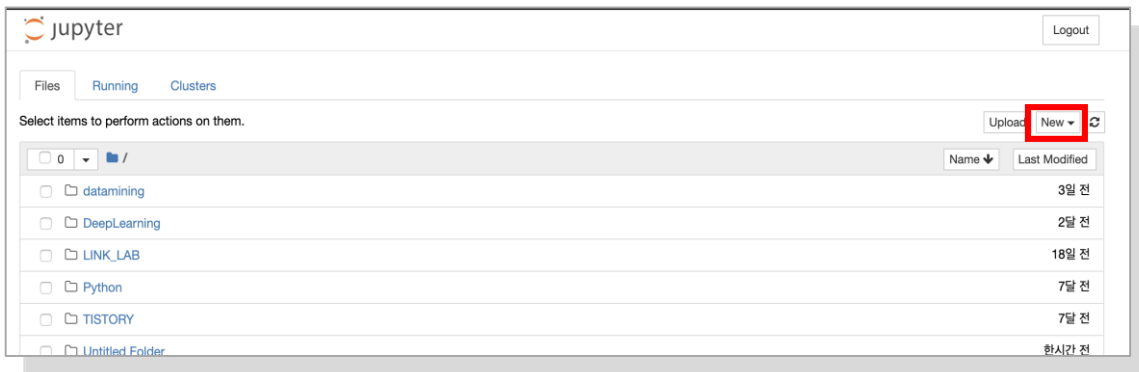 jupyter
Logout
Files Running Clusters
Select items to perform actions on them.
Upload New
0 / Name Last Modified
datamining 3일 전
DeepLearning 2달 전
LINK_LAB 18일 전
Python 7달 전
TISTORY 7달 전
Untitled Folder 한시간 전